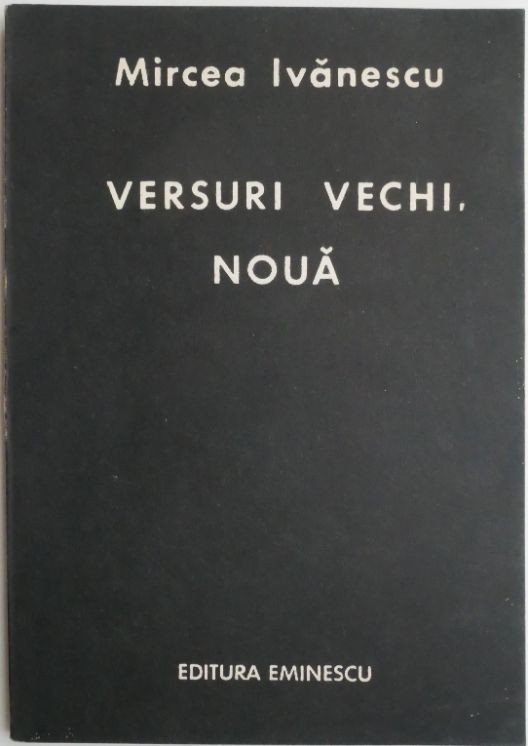 Mircea Ivănescu
VERSURI VECHI,
NOUĂ
EDITURA EMINESCU